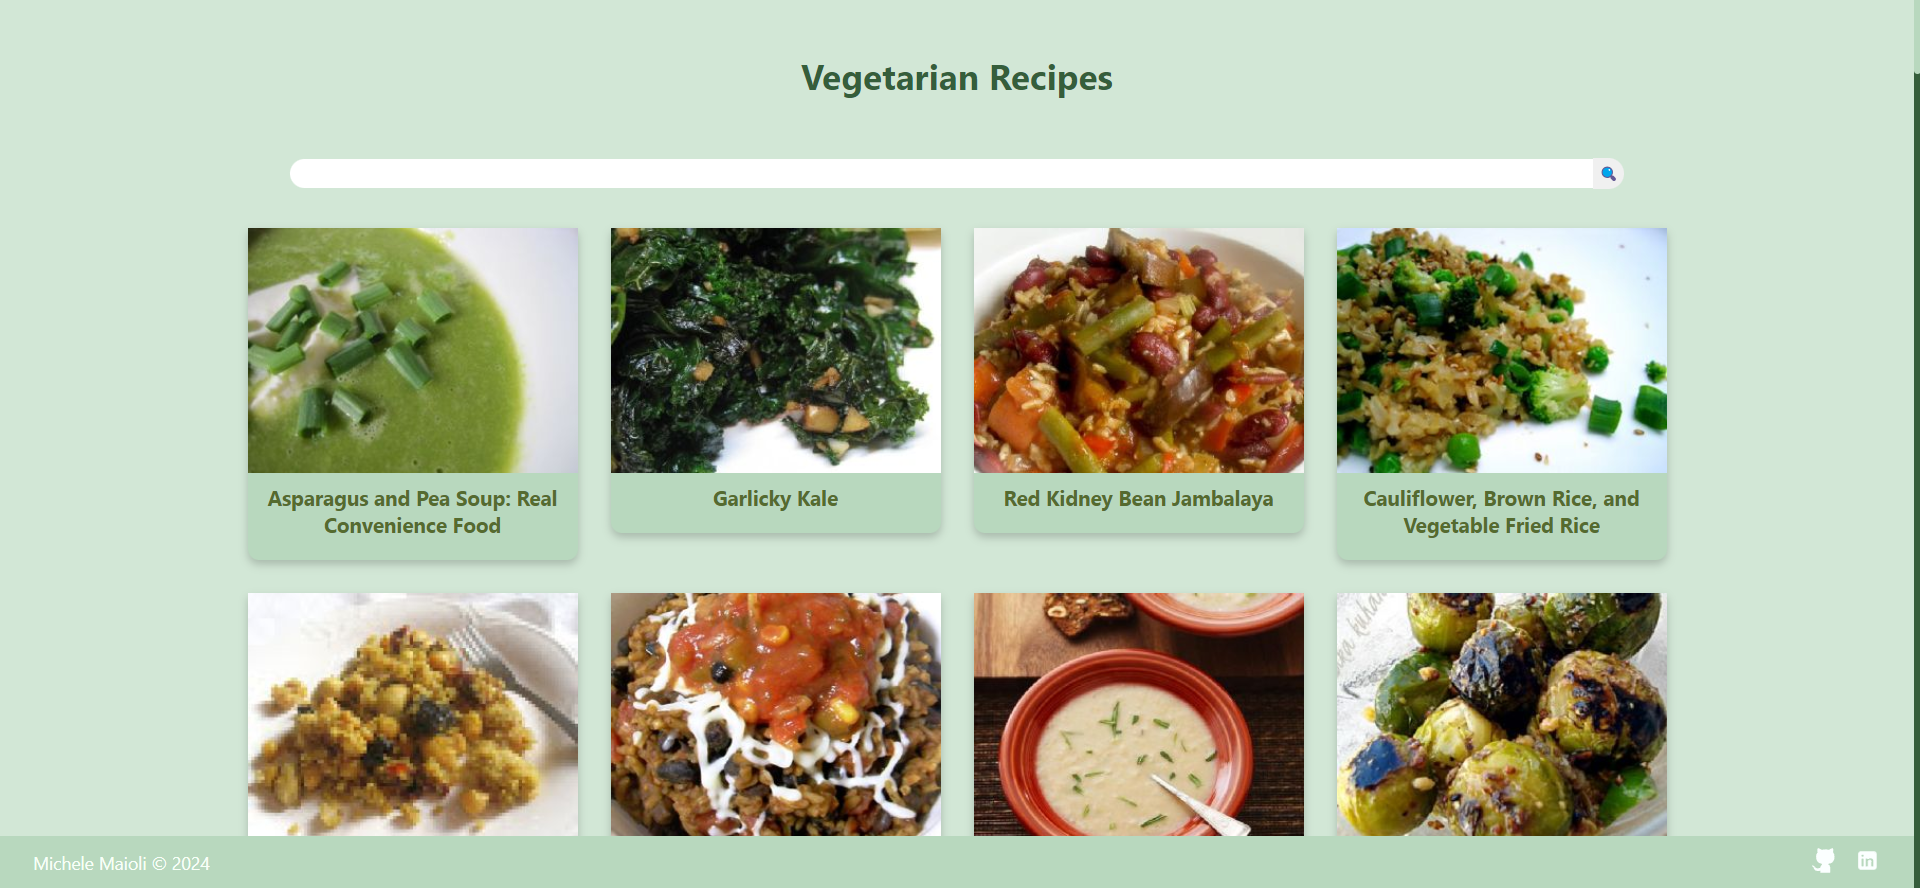 Vegetarian Recipes
Asparagus and Pea Soup: Real
Convenience Food
Garlicky Kale
Red Kidney Bean Jambalaya
Cauliflower, Brown Rice, and
Vegetable Fried Rice
Michele Maioli © 2024
in